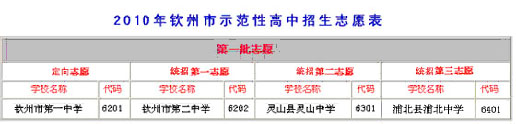 2010年钦州市示范性高中招生志愿表
第一批志愿
定向志愿 统招第一志愿 统招第二志愿 统招第三志愿
学校名称 代码 学校名称 代码 学校名称 代码 学校名称 代码
钦州市第一中学 6201 钦州市第二中学 6202 灵山县灵山中学 6301 浦北县浦北中学 6401